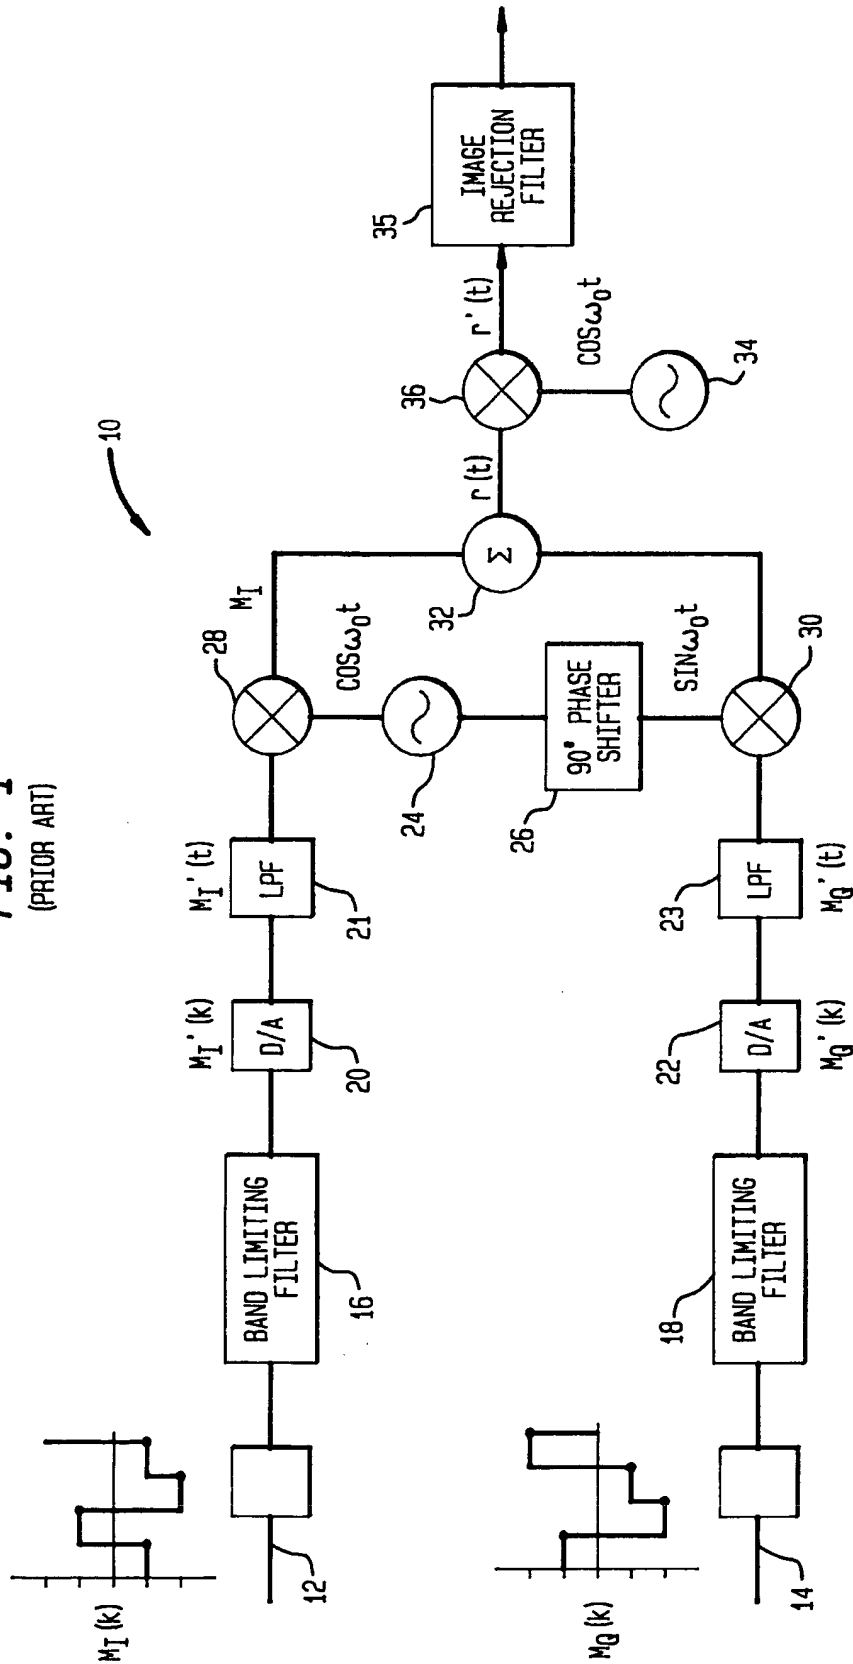 FIG. 1
(PRIOR ART)
10
M_I(k)
12
BAND LIMITING
FILTER
16
M_I'(k)
D/A
20
M_I'(t)
LPF
21
28
M_I
COSω₀t
24
90° PHASE
SHIFTER
26
SINω₀t
30
M_Q(k)
14
BAND LIMITING
FILTER
18
D/A
22
M_Q'(k)
LPF
23
M_Q'(t)
Σ
32
r(t)
36
r'(t)
COSω₀t
34
IMAGE
REJECTION
FILTER
35